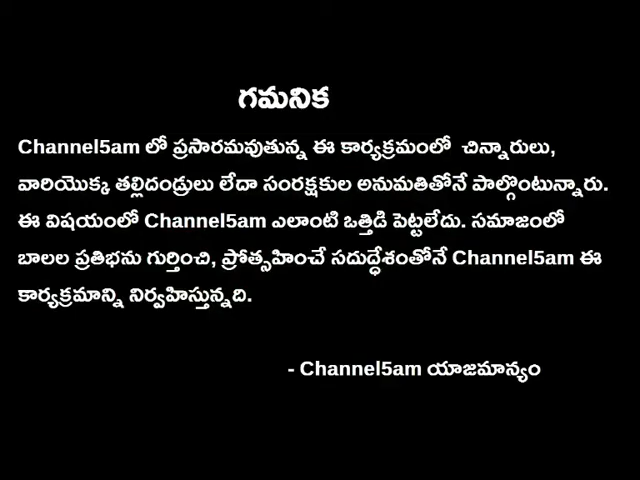 గమనిక
Channel5am లో ప్రసారమవుతున్న ఈ కార్యక్రమంలో చిన్నారులు,
వారియొక్క తల్లిదండ్రులు లేదా సంరక్షకుల అనుమతితోనే పాల్గొంటున్నారు.
ఈ విషయంలో Channel5am ఎలాంటి ఒత్తిడి పెట్టలేదు. సమాజంలో
బాలల ప్రతిభను గుర్తించి, ప్రోత్సహించే సదుద్ధేశంతోనే Channel5am ఈ
కార్యక్రమాన్ని నిర్వహిస్తున్నది.
- Channel5am యాజమాన్యం